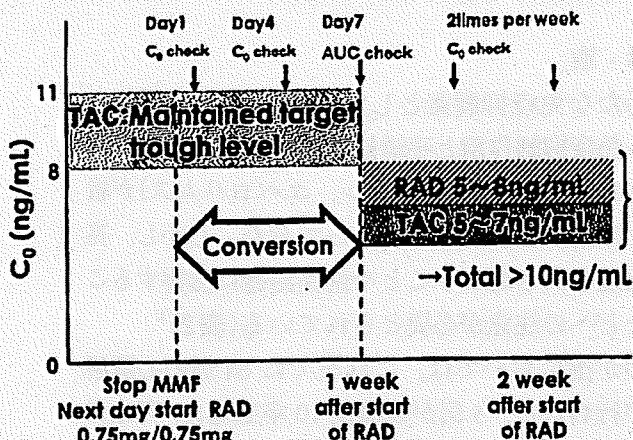 Day1 Day4 Day7 2times per week
C₀ check C₀ check AUC check C₀ check
11
TAC:Maintained target
trough level
8
RAD 5~8ng/mL
TAC 5~7ng/mL
Conversion
→Total >10ng/mL
C₀ (ng/mL)
0
Stop MMF
Next day start RAD
0.75mg/0.75mg
1 week
after start
of RAD
2 week
after start
of RAD